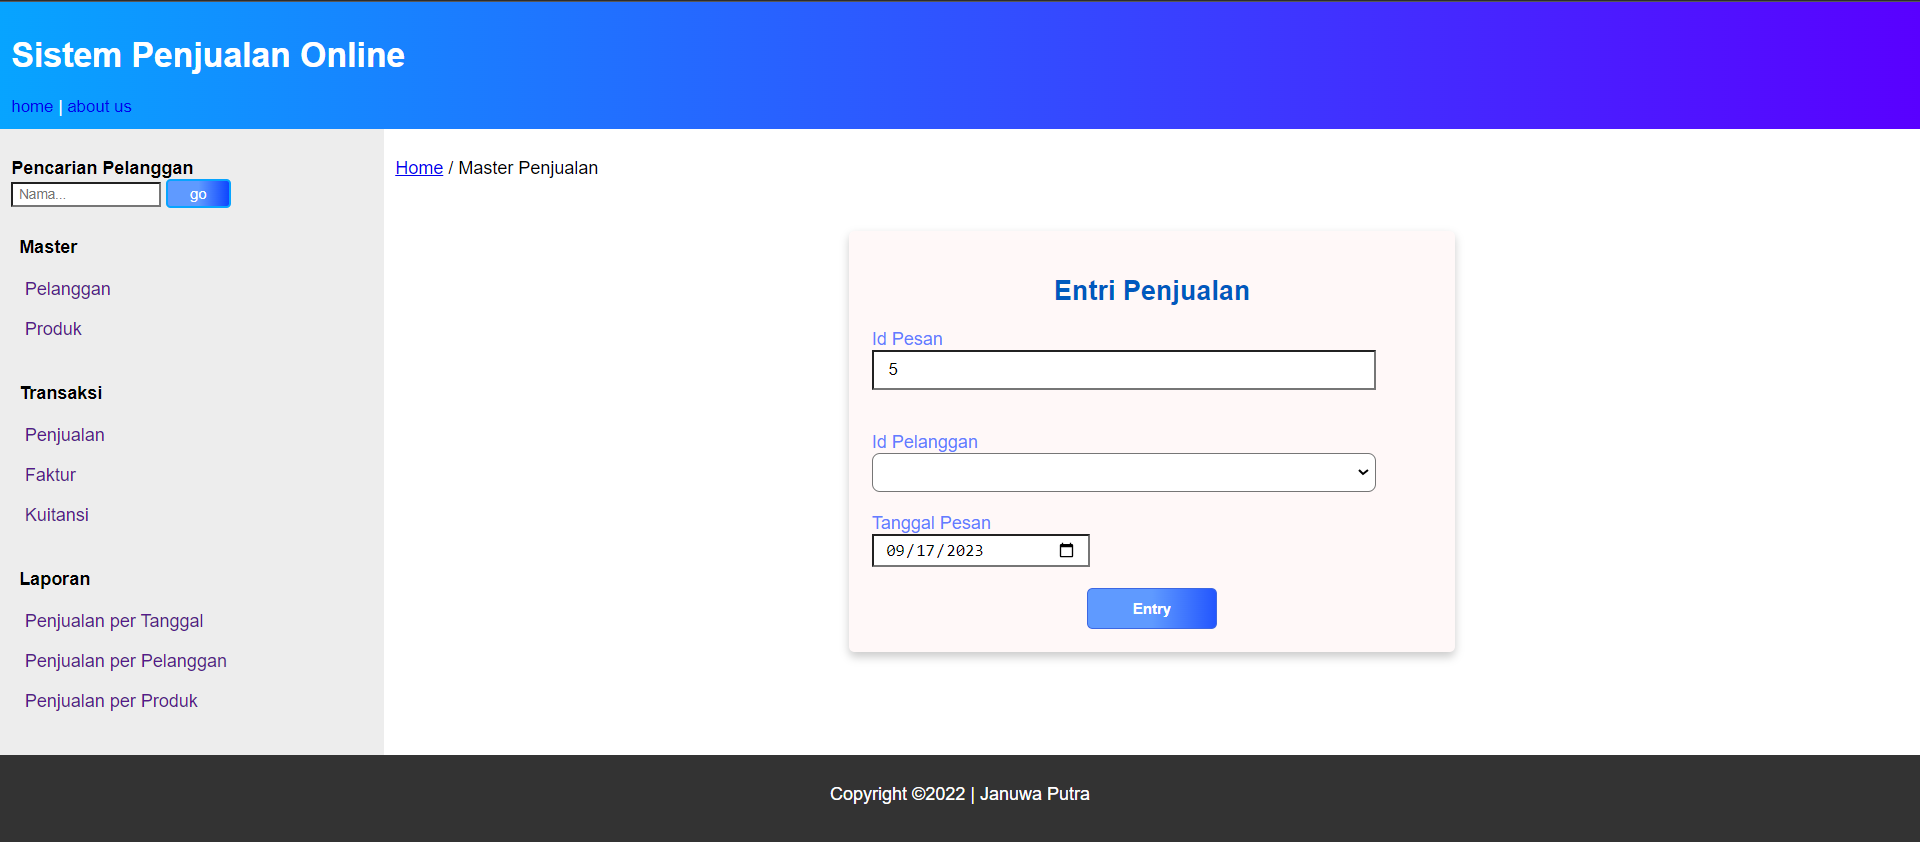 Sistem Penjualan Online
home | about us
Pencarian Pelanggan
Nama... go
Master
Pelanggan
Produk
Transaksi
Penjualan
Faktur
Kuitansi
Laporan
Penjualan per Tanggal
Penjualan per Pelanggan
Penjualan per Produk
Home / Master Penjualan
Entri Penjualan
Id Pesan
5
Id Pelanggan
Tanggal Pesan
09/17/2023
Entry
Copyright ©2022 | Januwa Putra